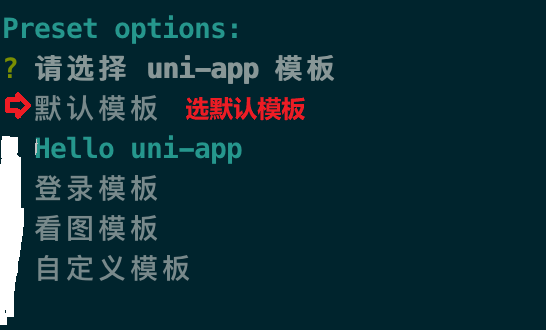 Preset options:
? 请选择 uni-app 模板
默认模板 选默认模板
Hello uni-app
登录模板
看图模板
自定义模板